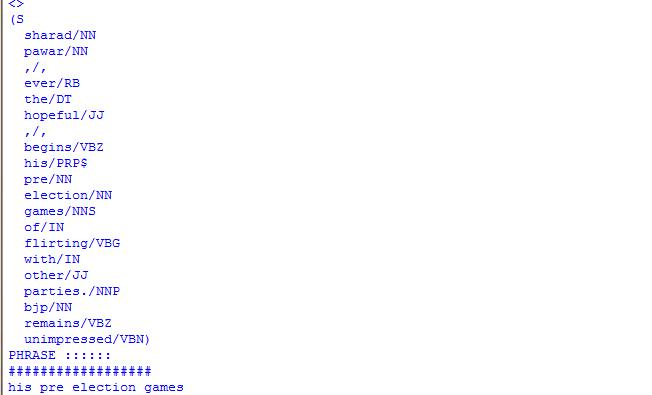 <>
(S
sharad/NN
pawar/NN
,/,
ever/RB
the/DT
hopeful/JJ
,/,
begins/VBZ
his/PRP$
pre/NN
election/NN
games/NNS
of/IN
flirting/VBG
with/IN
other/JJ
parties./NNP
bjp/NN
remains/VBZ
unimpressed/VBN)
PHRASE ::::::
##################
his pre election games